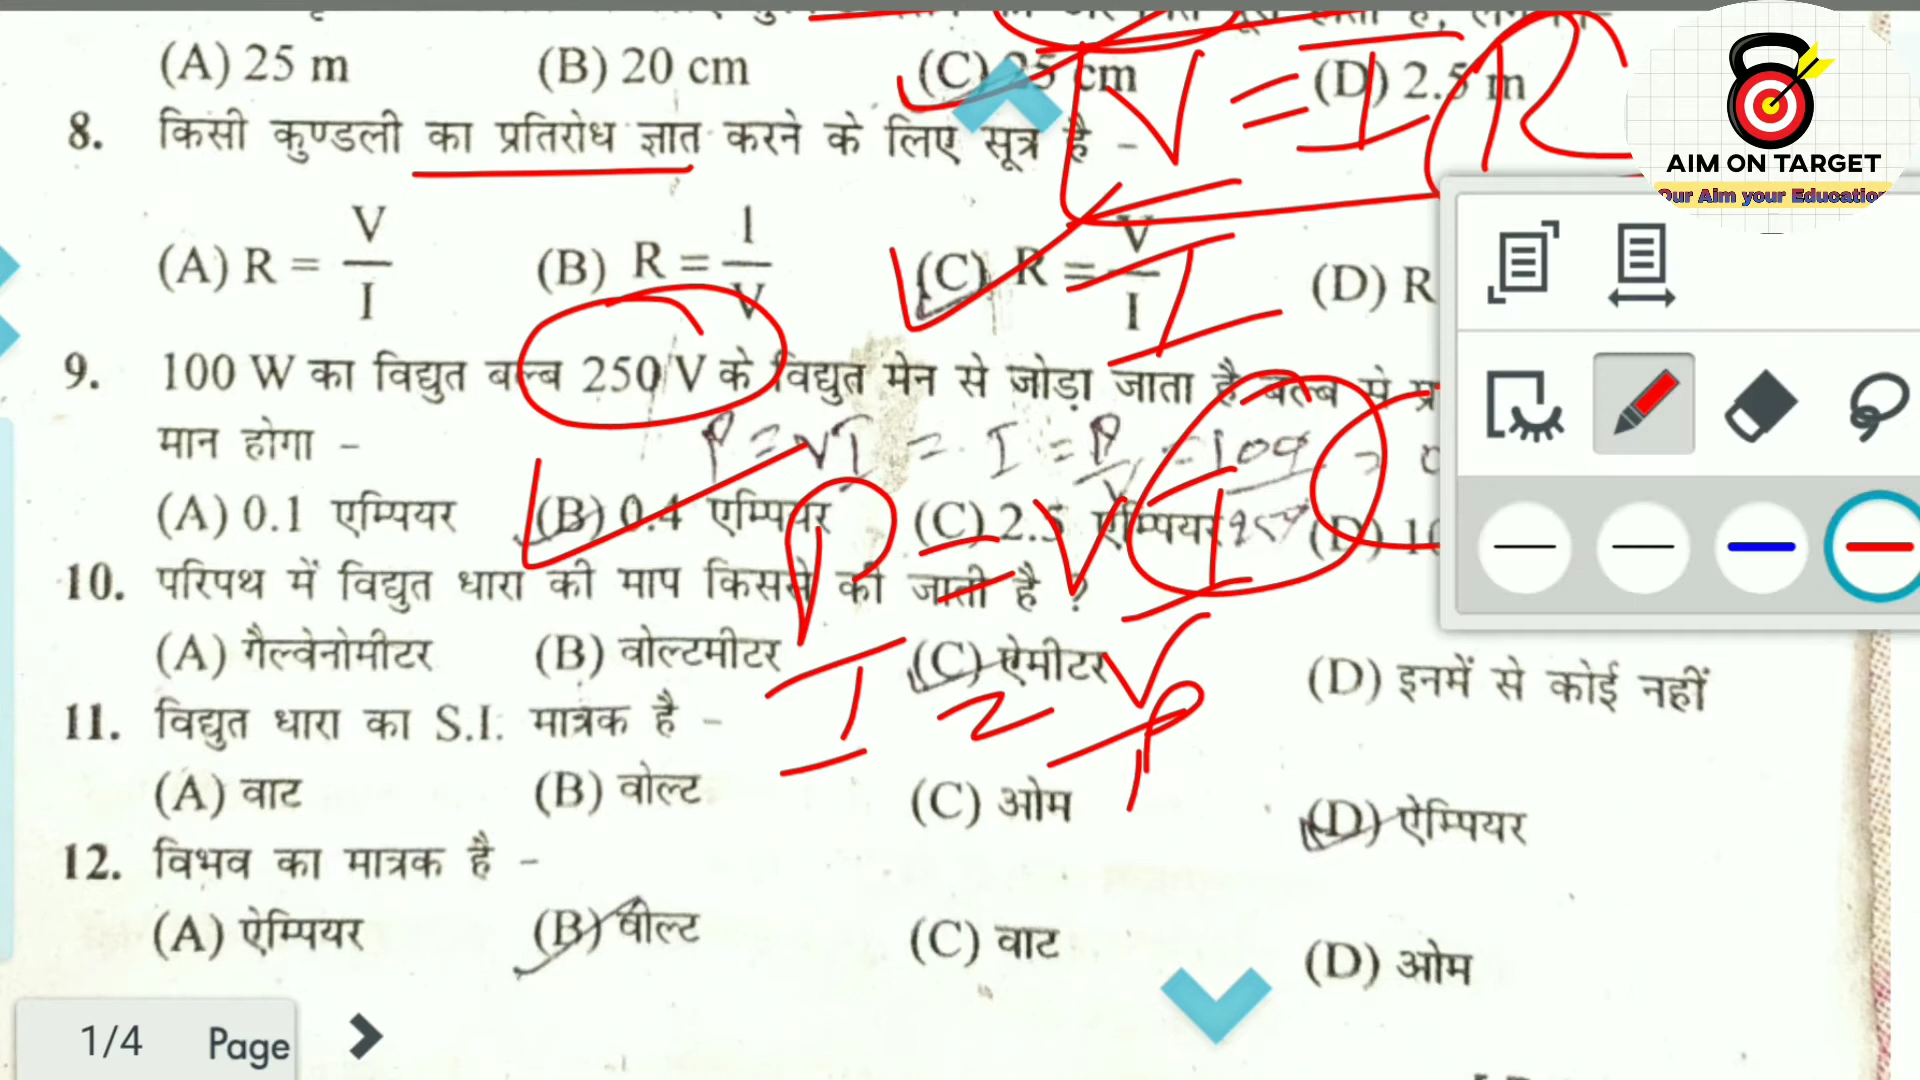 (A) 25 m (B) 20 cm (C) 25 cm (D) 2.5 m
V = I R
AIM ON TARGET
Our Aim your Education
8. किसी कुण्डली का प्रतिरोध ज्ञात करने के लिए सूत्र है -
(A) R = V/I (B) R = 1/V (C) R = V/I (D) R
I
9. 100 W का विद्युत बल्ब 250 V के विद्युत मेन से जोड़ा जाता है बल्ब से प्र
मान होगा -
P = VI = I = P/V =
(A) 0.1 एम्पियर (B) 0.4 एम्पियर (C) 2.5 एम्पियर (D) 10
P = V I
10. परिपथ में विद्युत धारा की माप किससे की जाती है ?
(A) गैल्वेनोमीटर (B) वोल्टमीटर (C) ऐमीटर (D) इनमें से कोई नहीं
I = V/P
11. विद्युत धारा का S.I. मात्रक है -
(A) वाट (B) वोल्ट (C) ओम (D) ऐम्पियर
12. विभव का मात्रक है -
(A) ऐम्पियर (B) वोल्ट (C) वाट (D) ओम
1/4 Page